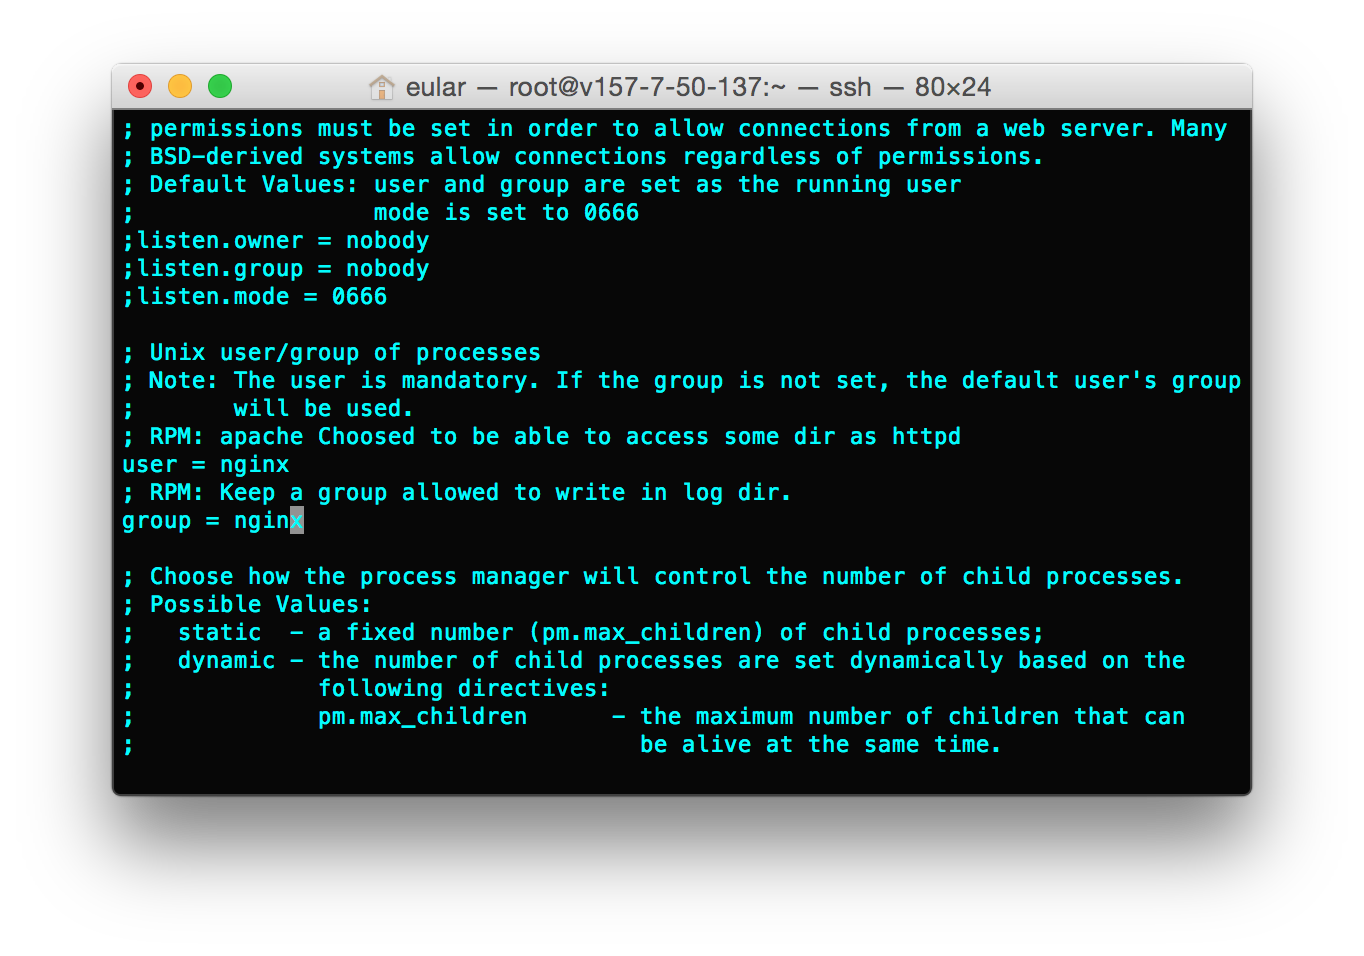 eular — root@v157-7-50-137:~ — ssh — 80×24
; permissions must be set in order to allow connections from a web server. Many
; BSD-derived systems allow connections regardless of permissions.
; Default Values: user and group are set as the running user
;                 mode is set to 0666
;listen.owner = nobody
;listen.group = nobody
;listen.mode = 0666

; Unix user/group of processes
; Note: The user is mandatory. If the group is not set, the default user's group
;       will be used.
; RPM: apache Choosed to be able to access some dir as httpd
user = nginx
; RPM: Keep a group allowed to write in log dir.
group = nginx

; Choose how the process manager will control the number of child processes.
; Possible Values:
;   static  - a fixed number (pm.max_children) of child processes;
;   dynamic - the number of child processes are set dynamically based on the
;             following directives:
;             pm.max_children      - the maximum number of children that can
;                                    be alive at the same time.